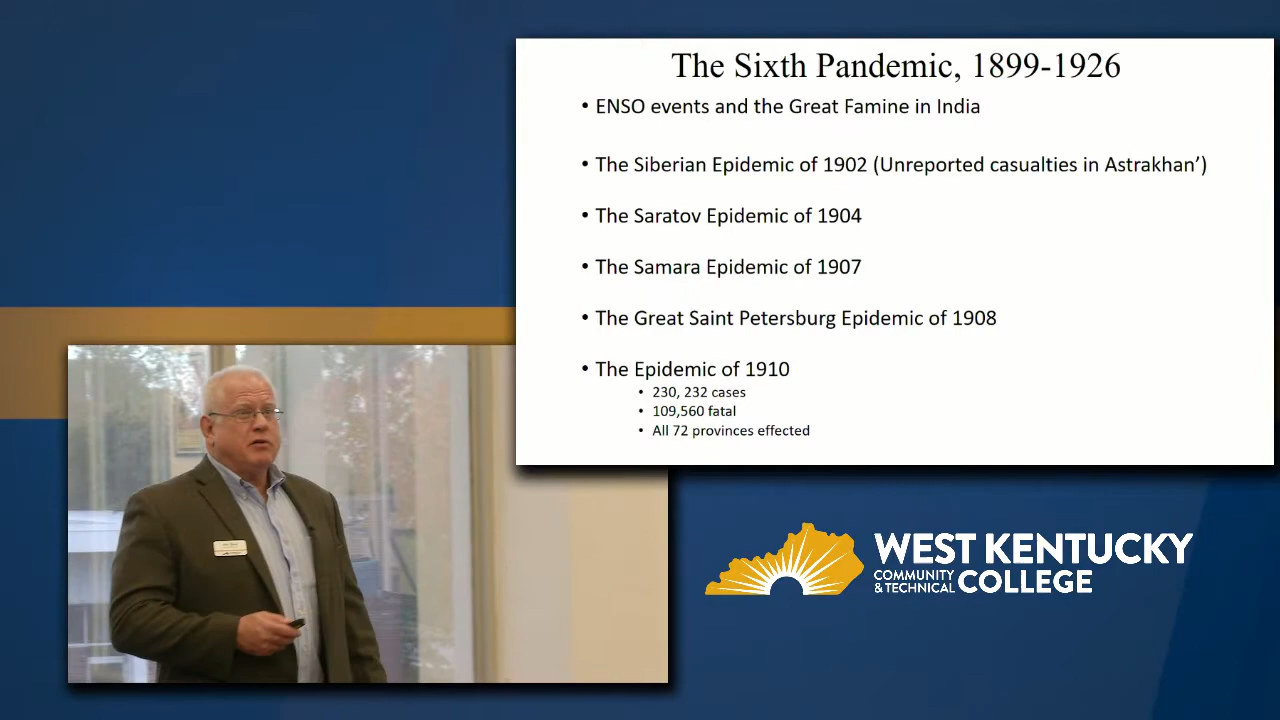 The Sixth Pandemic, 1899-1926
• ENSO events and the Great Famine in India
• The Siberian Epidemic of 1902 (Unreported casualties in Astrakhan’)
• The Saratov Epidemic of 1904
• The Samara Epidemic of 1907
• The Great Saint Petersburg Epidemic of 1908
• The Epidemic of 1910
• 230, 232 cases
• 109,560 fatal
• All 72 provinces effected
WEST KENTUCKY
COMMUNITY
& TECHNICAL
COLLEGE